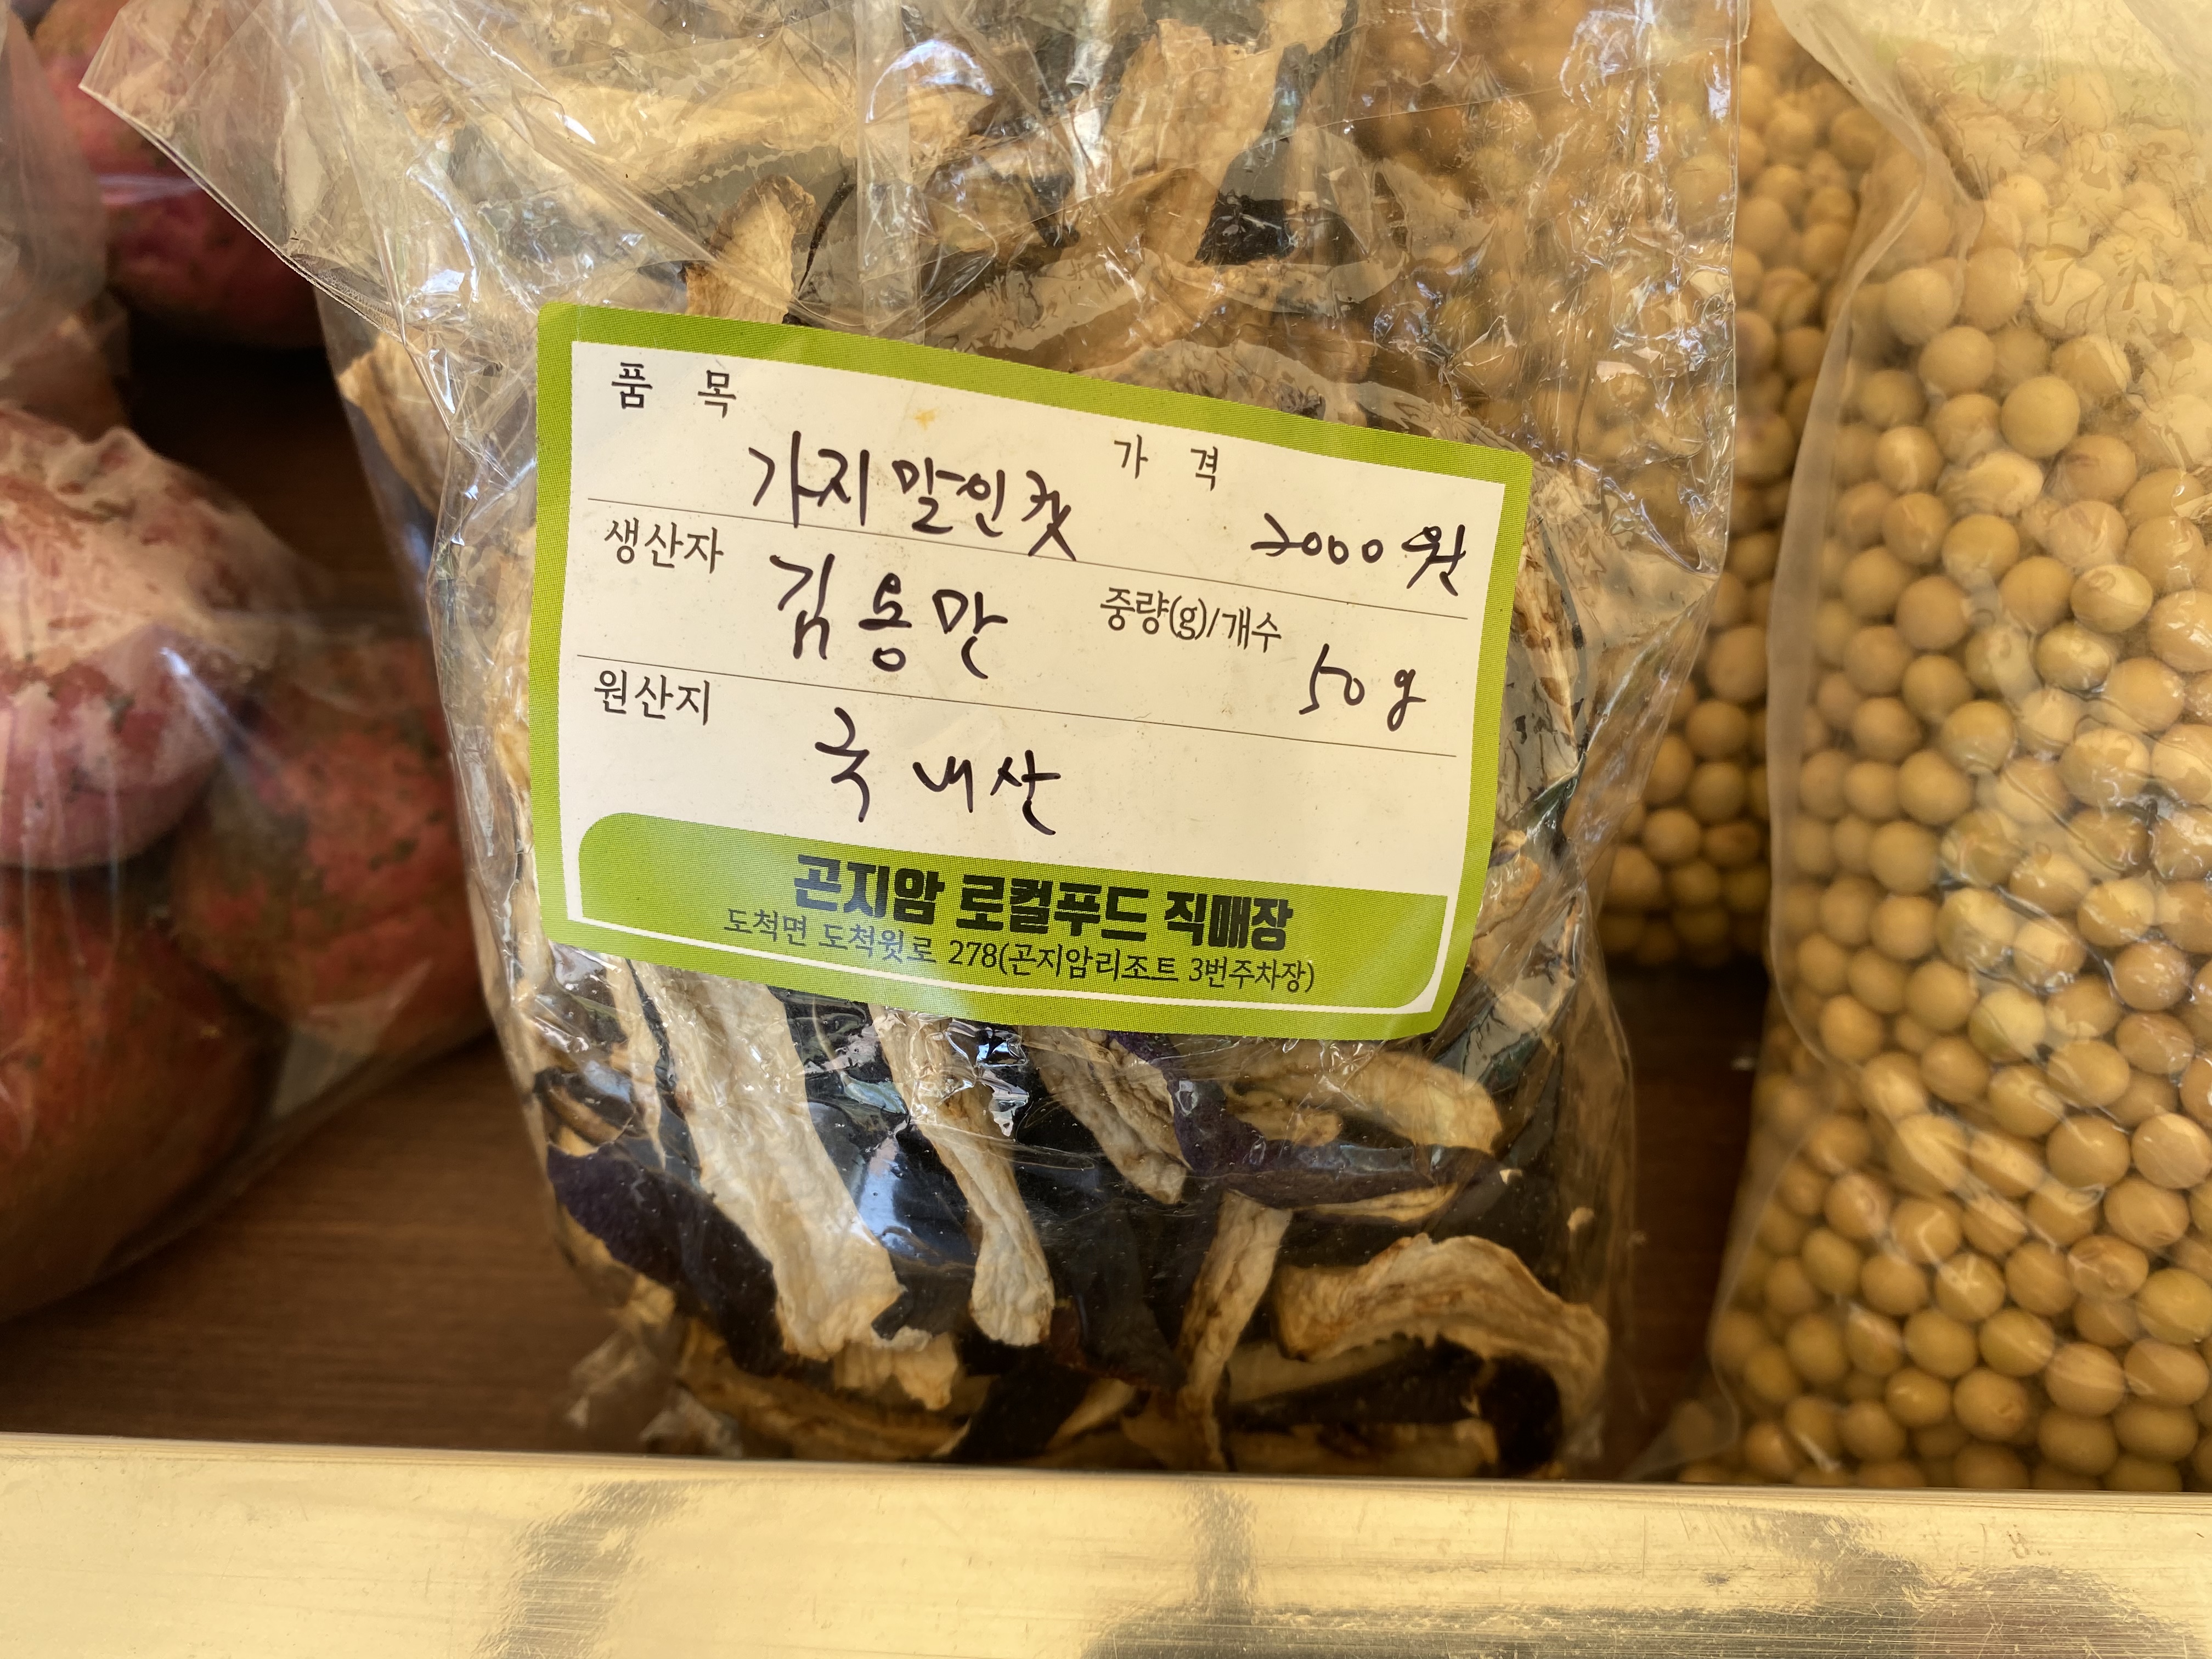 품 목 가지말인것 가 격 2000원
생산자 김용만 중량(g)/개수 50g
원산지 국내산
곤지암 로컬푸드 직매장
도척면 도척윗로 278(곤지암리조트 3번주차장)